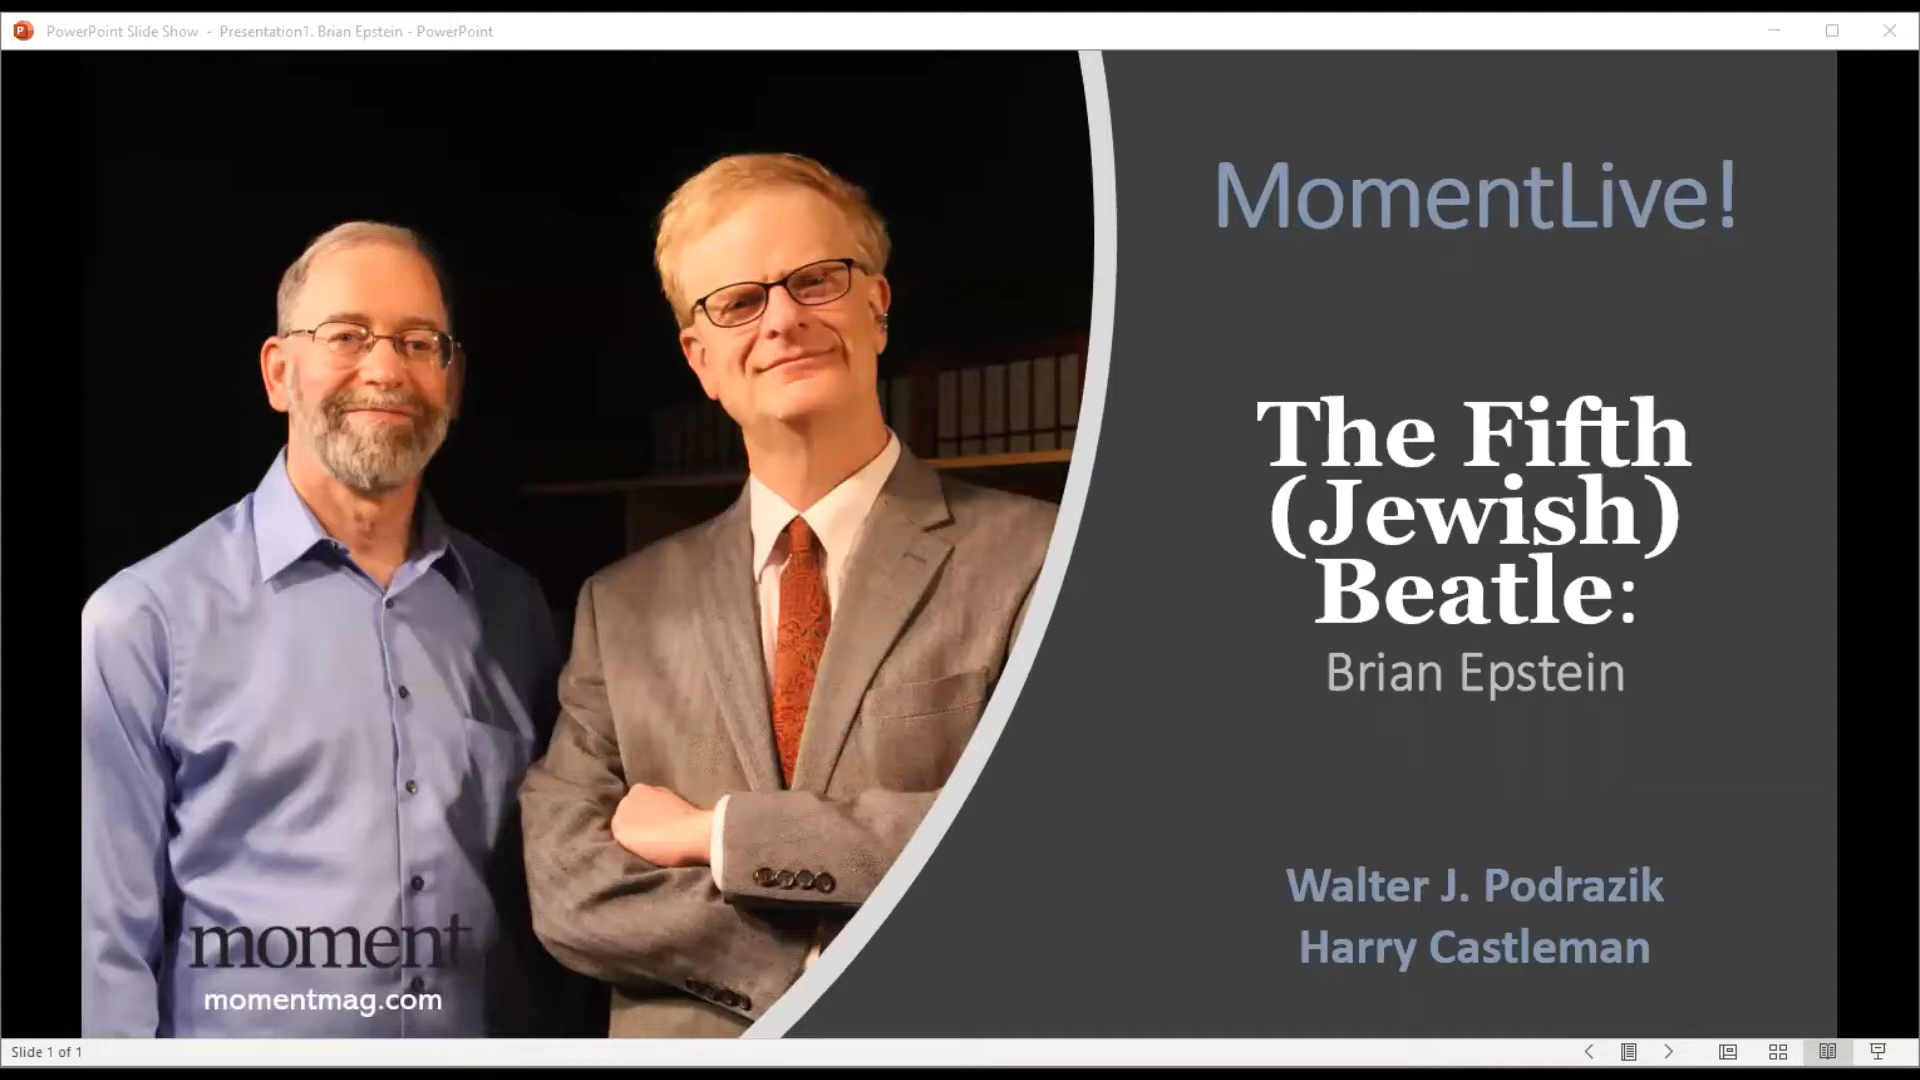 PowerPoint Slide Show - Presentation1. Brian Epstein - PowerPoint
MomentLive!
The Fifth
(Jewish)
Beatle:
Brian Epstein
Walter J. Podrazik
Harry Castleman
moment
momentmag.com
Slide 1 of 1